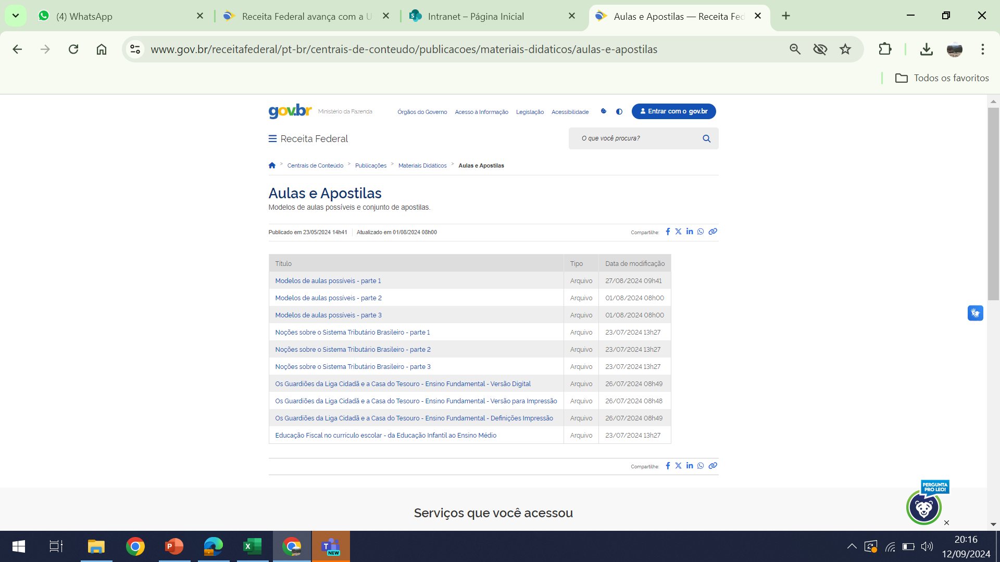 (4) WhatsApp
Receita Federal avança com a U
Intranet – Página Inicial
Aulas e Apostilas — Receita Fed
www.gov.br/receitafederal/pt-br/centrais-de-conteudo/publicacoes/materiais-didaticos/aulas-e-apostilas
Todos os favoritos
gov.br Ministério da Fazenda Órgãos do Governo Acesso à Informação Legislação Acessibilidade Entrar com o gov.br
Receita Federal O que você procura?
> Centrais de Conteúdo > Publicações > Materiais Didáticos > Aulas e Apostilas
Aulas e Apostilas
Modelos de aulas possíveis e conjunto de apostilas.
Publicado em 23/05/2024 14h41 Atualizado em 01/08/2024 08h00 Compartilhe:
Título Tipo Data de modificação
Modelos de aulas possíveis - parte 1 Arquivo 27/08/2024 09h41
Modelos de aulas possíveis - parte 2 Arquivo 01/08/2024 08h00
Modelos de aulas possíveis - parte 3 Arquivo 01/08/2024 08h00
Noções sobre o Sistema Tributário Brasileiro - parte 1 Arquivo 23/07/2024 13h27
Noções sobre o Sistema Tributário Brasileiro - parte 2 Arquivo 23/07/2024 13h27
Noções sobre o Sistema Tributário Brasileiro - parte 3 Arquivo 23/07/2024 13h27
Os Guardiões da Liga Cidadã e a Casa do Tesouro - Ensino Fundamental - Versão Digital Arquivo 26/07/2024 08h49
Os Guardiões da Liga Cidadã e a Casa do Tesouro - Ensino Fundamental - Versão para Impressão Arquivo 26/07/2024 08h48
Os Guardiões da Liga Cidadã e a Casa do Tesouro - Ensino Fundamental - Definições Impressão Arquivo 26/07/2024 08h49
Educação Fiscal no currículo escolar - da Educação Infantil ao Ensino Médio Arquivo 23/07/2024 13h27
Compartilhe:
PERGUNTA
PRO LEO!
Serviços que você acessou
NEW
20:16
12/09/2024